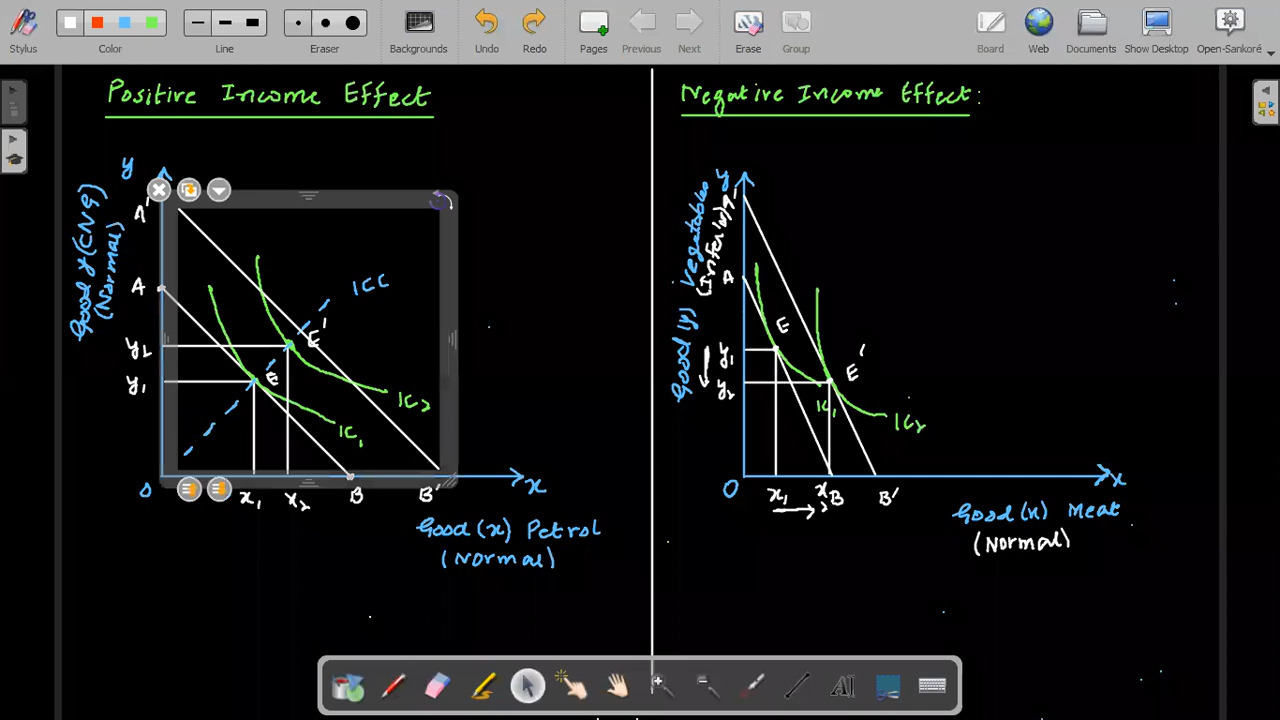 Stylus
Color
Line
Eraser
Backgrounds
Undo
Redo
Pages
Previous
Next
Erase
Group
Board
Web
Documents
Show Desktop
Open-Sankoré
Positive Income Effect
y
Good y (CNG)
(Normal)
A'
A
ICC
E'
y2
E
y1
IC2
IC1
O
x1
x2
B
B'
x
Good (x) Petrol
(Normal)
Negative Income Effect:
y
Good (y) Vegetables
(Inferior)
A
E
y1
E'
y2
IC1
IC2
O
x1
x2
B
B'
x
Good (x) Meat
(Normal)